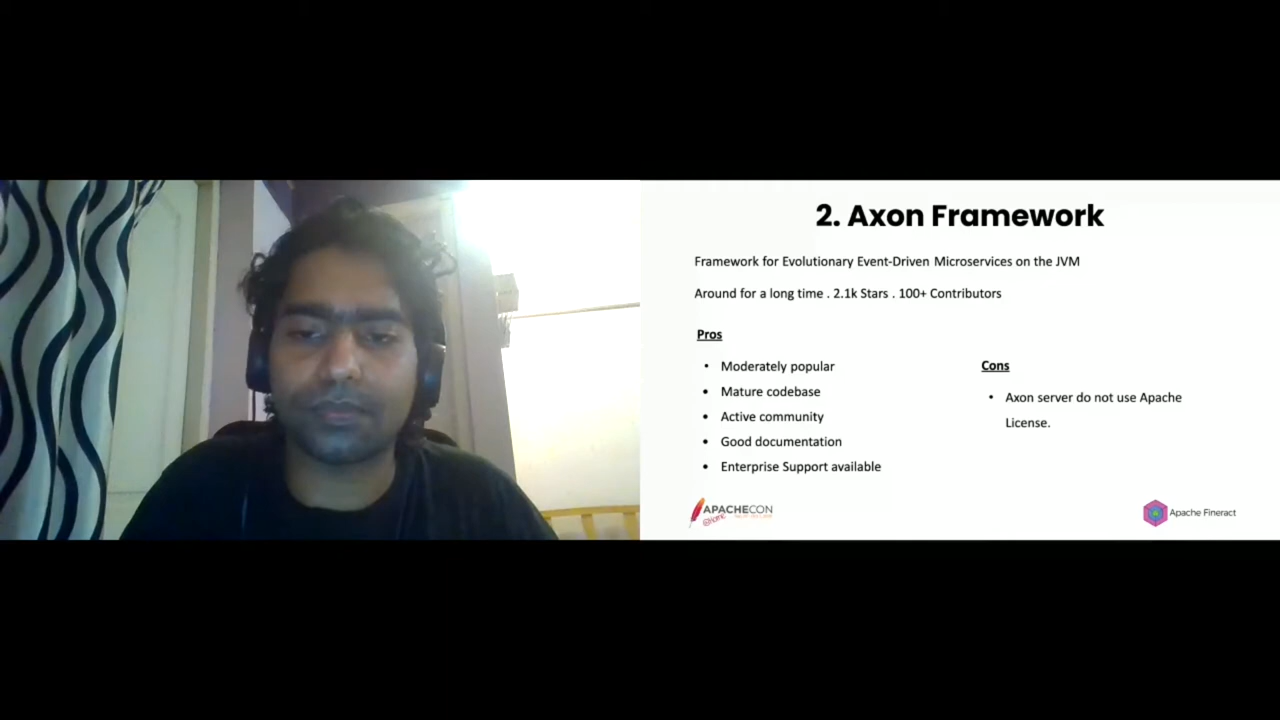 2. Axon Framework
Framework for Evolutionary Event-Driven Microservices on the JVM
Around for a long time . 2.1k Stars . 100+ Contributors
Pros
• Moderately popular
• Mature codebase
• Active community
• Good documentation
• Enterprise Support available
Cons
• Axon server do not use Apache
License.
APACHECON
@Home
Apache Fineract